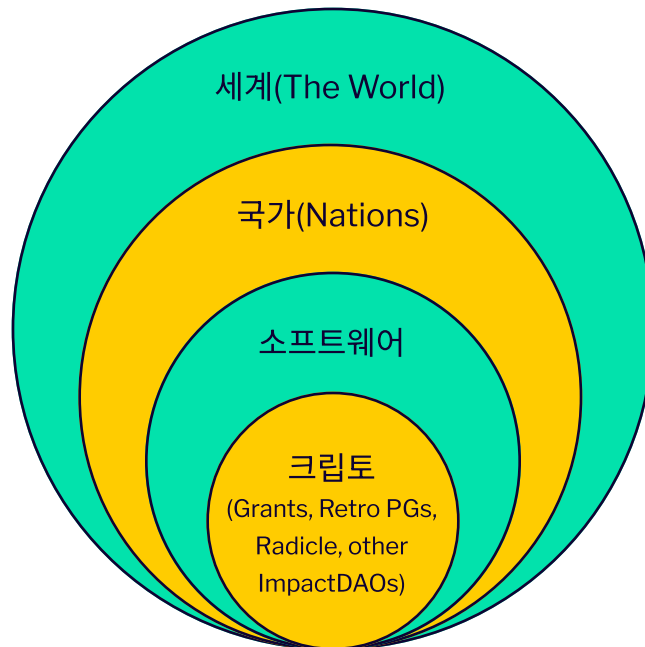 세계(The World)
국가(Nations)
소프트웨어
크립토
(Grants, Retro PGs,
Radicle, other
ImpactDAOs)